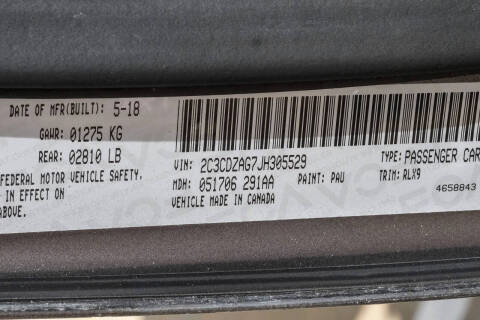 DATE OF MFR(BUILT): 5-18
GAWR: 01275 KG
REAR: 02810 LB
FEDERAL MOTOR VEHICLE SAFETY,
IN EFFECT ON
ABOVE.
VIN: 2C3CDZAG7JH305529 TYPE: PASSENGER CAR
MDH: 051706 291AA PAINT: PAU TRIM: RLX9
VEHICLE MADE IN CANADA 4658843